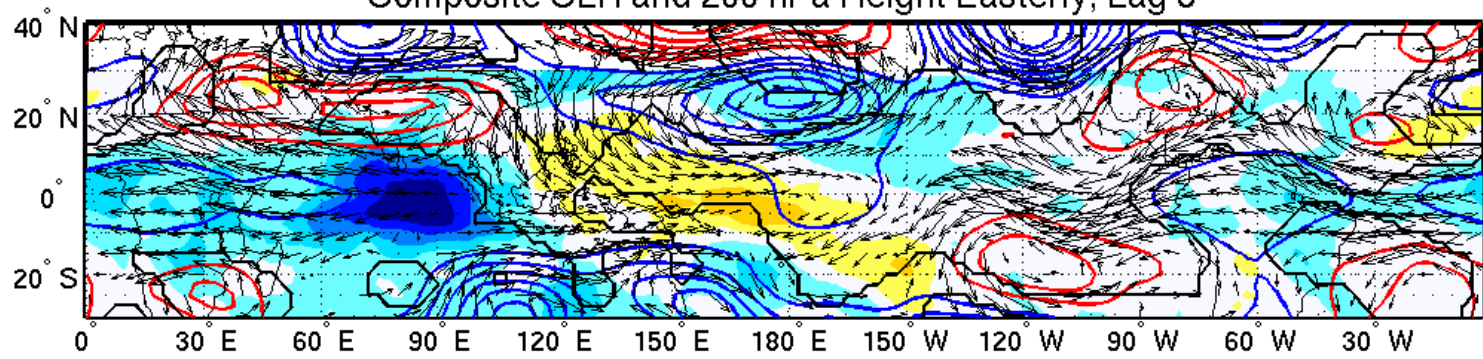 Composite OLR and 200 hPa Height Easterly, Lag
40° N
20° N
0°
20° S
0° 30° E 60° E 90° E 120° E 150° E 180° E 150° W 120° W 90° W 60° W 30° W